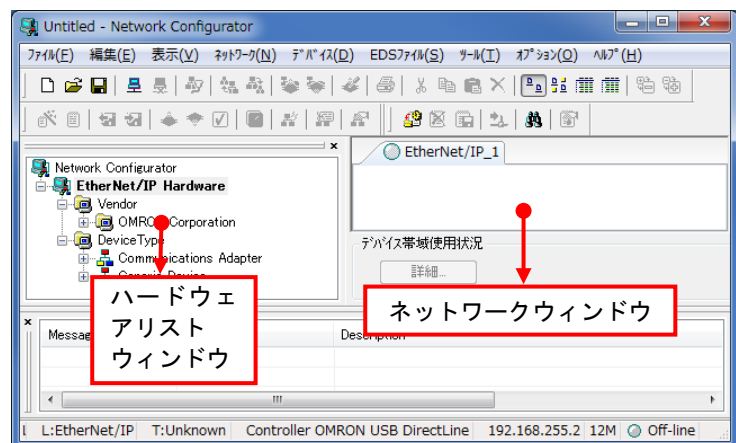 Untitled - Network Configurator
ﾌｧｲﾙ(F) 編集(E) 表示(V) ﾈｯﾄﾜｰｸ(N) ﾃﾞﾊﾞｲｽ(D) EDSﾌｧｲﾙ(S) ﾂｰﾙ(T) ｵﾌﾟｼｮﾝ(O) ﾍﾙﾌﾟ(H)
Network Configurator
EtherNet/IP Hardware
Vendor
OMRON Corporation
DeviceType
Communications Adapter
Generic Device
ハードウェ
アリスト
ウィンドウ
EtherNet/IP_1
ﾃﾞﾊﾞｲｽ帯域使用状況
詳細...
ネットワークウィンドウ
Description
L:EtherNet/IP T:Unknown Controller OMRON USB DirectLine 192.168.255.2 12M Off-line